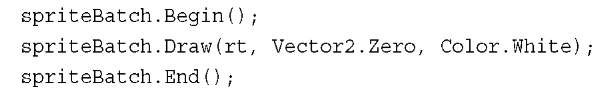 spriteBatch.Begin();
spriteBatch.Draw(rt, Vector2.Zero, Color.White);
spriteBatch.End();